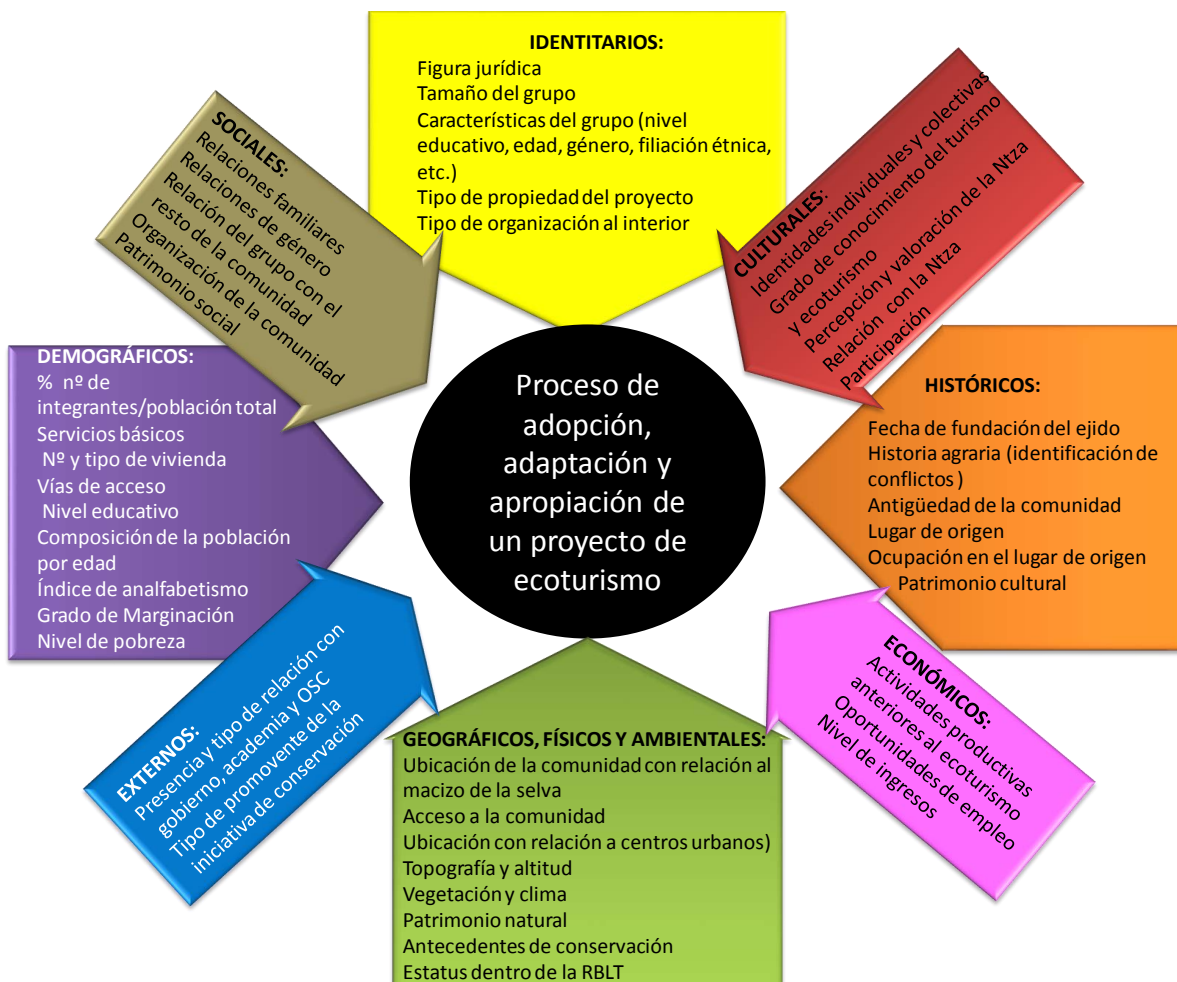 IDENTITARIOS:
Figura jurídica
Tamaño del grupo
Características del grupo (nivel
educativo, edad, género, filiación étnica,
etc.)
Tipo de propiedad del proyecto
Tipo de organización al interior
SOCIALES:
Relaciones familiares
Relaciones de género
Relación del grupo con el
resto de la comunidad
Organización de la comunidad
Patrimonio social
CULTURALES:
Identidades individuales y colectivas
Grado de conocimiento del turismo
y ecoturismo
Percepción y valoración de la Ntza
Relación con la Ntza
Participación
DEMOGRÁFICOS:
% nº de
integrantes/población total
Servicios básicos
Nº y tipo de vivienda
Vías de acceso
Nivel educativo
Composición de la población
por edad
Índice de analfabetismo
Grado de Marginación
Nivel de pobreza
Proceso de
adopción,
adaptación y
apropiación de
un proyecto de
ecoturismo
HISTÓRICOS:
Fecha de fundación del ejido
Historia agraria (identificación de
conflictos )
Antigüedad de la comunidad
Lugar de origen
Ocupación en el lugar de origen
Patrimonio cultural
EXTERNOS:
Presencia y tipo de relación con
gobierno, academia y OSC
Tipo de promovente de la
iniciativa de conservación
GEOGRÁFICOS, FÍSICOS Y AMBIENTALES:
Ubicación de la comunidad con relación al
macizo de la selva
Acceso a la comunidad
Ubicación con relación a centros urbanos)
Topografía y altitud
Vegetación y clima
Patrimonio natural
Antecedentes de conservación
Estatus dentro de la RBLT
ECONÓMICOS:
Actividades productivas
anteriores al ecoturismo
Oportunidades de empleo
Nivel de ingresos